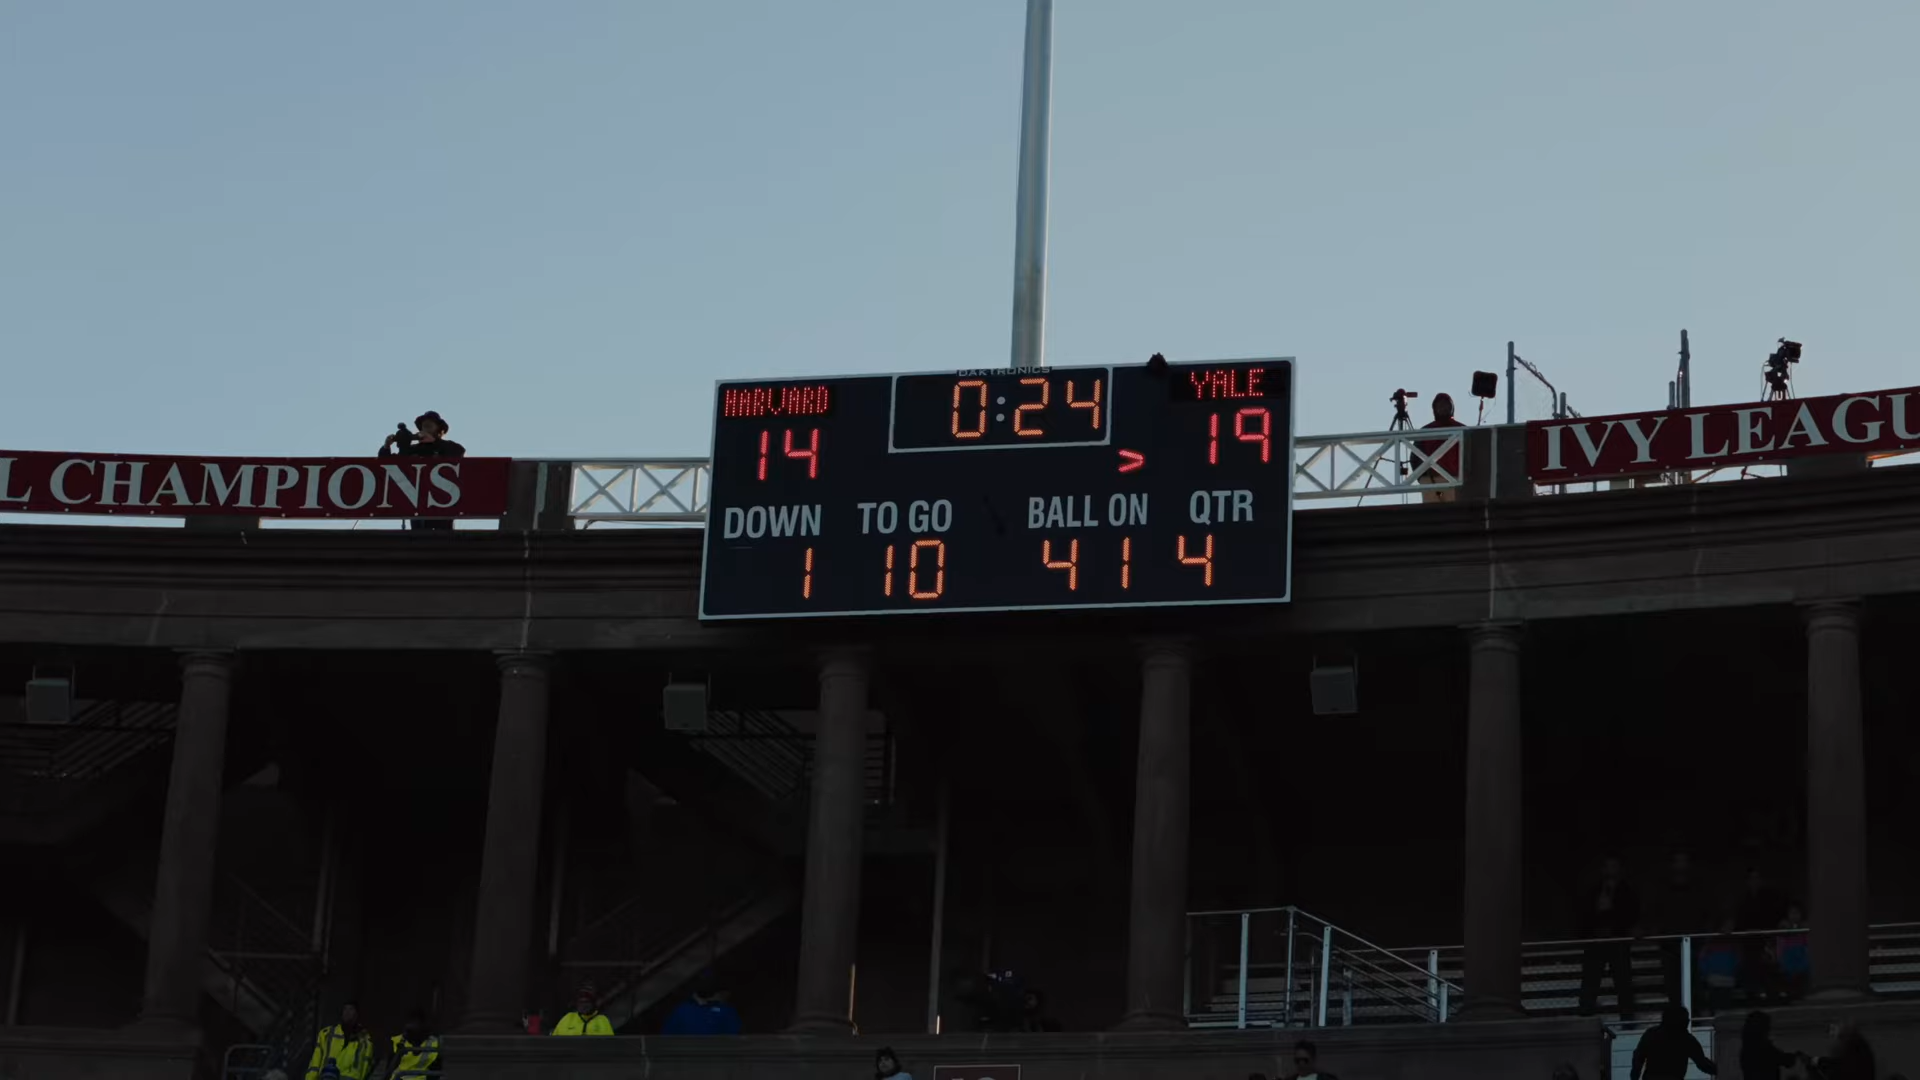 DAKTRONICS
HARVARD 0:24 YALE
14 > 19
DOWN TO GO BALL ON QTR
1 10 41 4
L CHAMPIONS
IVY LEAGU